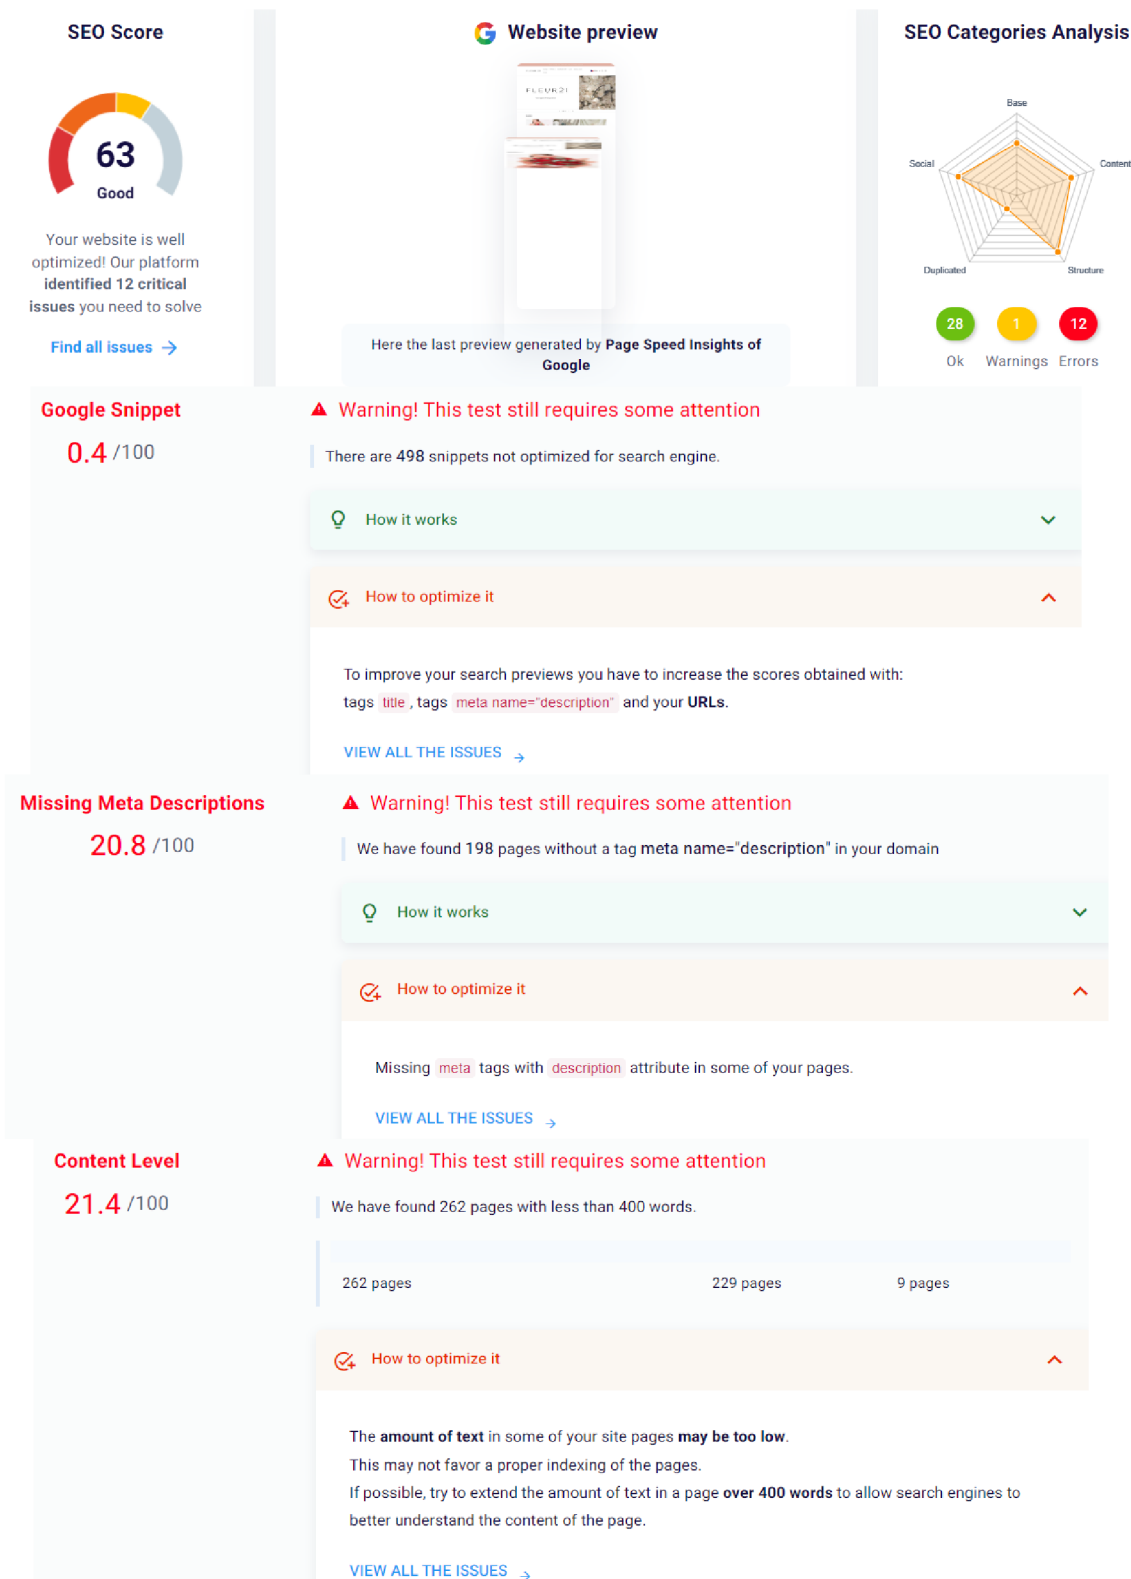 SEO Score
63
Good
Your website is well
optimized! Our platform
identified 12 critical
issues you need to solve
Find all issues →
Website preview
FLEUR21
Here the last preview generated by Page Speed Insights of
Google
SEO Categories Analysis
Base
Social
Content
Duplicated
Structure
28
1
12
Ok
Warnings
Errors
Google Snippet
0.4 /100
Warning! This test still requires some attention
There are 498 snippets not optimized for search engine.
How it works
How to optimize it
To improve your search previews you have to increase the scores obtained with:
tags title , tags meta name="description" and your URLs.
VIEW ALL THE ISSUES →
Missing Meta Descriptions
20.8 /100
Warning! This test still requires some attention
We have found 198 pages without a tag meta name="description" in your domain
How it works
How to optimize it
Missing meta tags with description attribute in some of your pages.
VIEW ALL THE ISSUES →
Content Level
21.4 /100
Warning! This test still requires some attention
We have found 262 pages with less than 400 words.
262 pages
229 pages
9 pages
How to optimize it
The amount of text in some of your site pages may be too low.
This may not favor a proper indexing of the pages.
If possible, try to extend the amount of text in a page over 400 words to allow search engines to
better understand the content of the page.
VIEW ALL THE ISSUES →